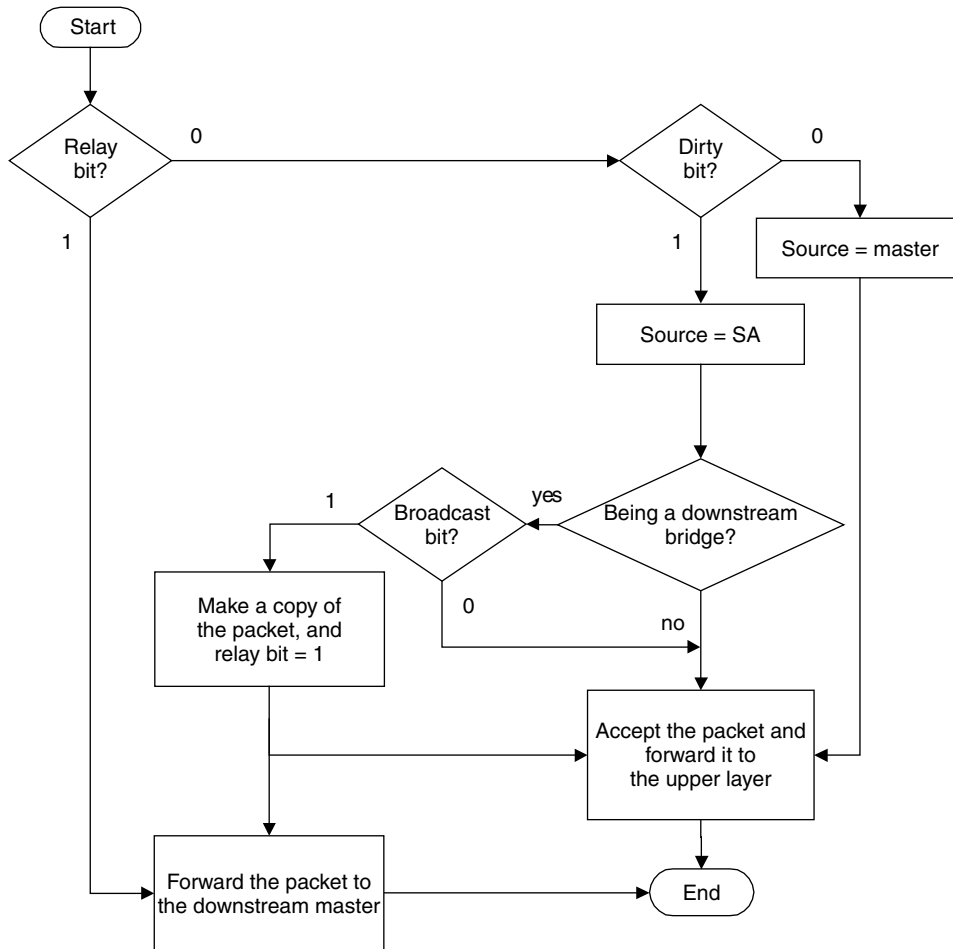 Start
Relay
bit?
0
1
Dirty
bit?
0
1
Source = master
Source = SA
Being a downstream
bridge?
yes
no
Broadcast
bit?
1
0
Make a copy of
the packet, and
relay bit = 1
Accept the packet and
forward it to
the upper layer
Forward the packet to
the downstream master
End